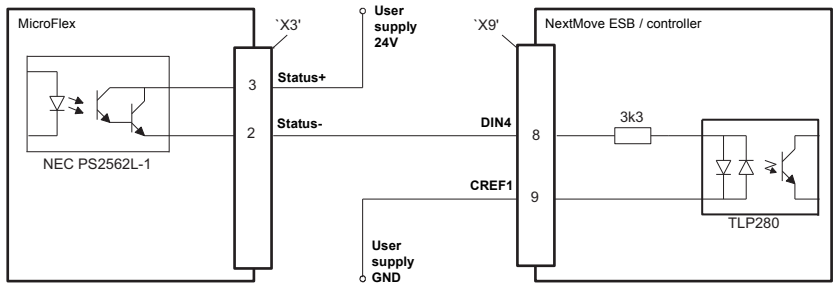 MicroFlex
`X3'
User
supply
24V
`X9'
NextMove ESB / controller
3
Status+
2
Status-
DIN4
8
3k3
NEC PS2562L-1
CREF1
9
TLP280
User
supply
GND